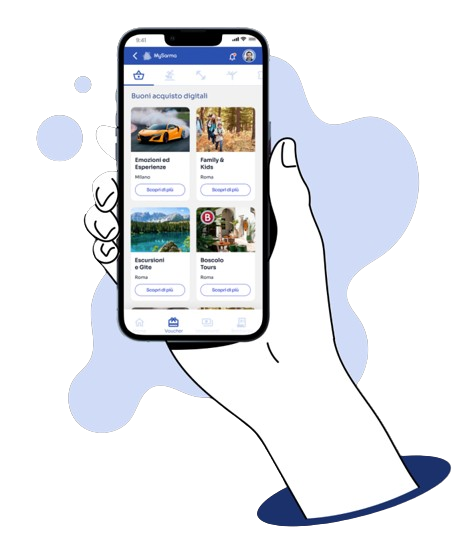 9:41
MySarma
Buoni acquisto digitali
Emozioni ed
Esperienze
Milano
Scopri di più
Family &
Kids
Roma
Scopri di più
B
Escursioni
e Gite
Roma
Scopri di più
Boscolo
Tours
Roma
Scopri di più
Voucher